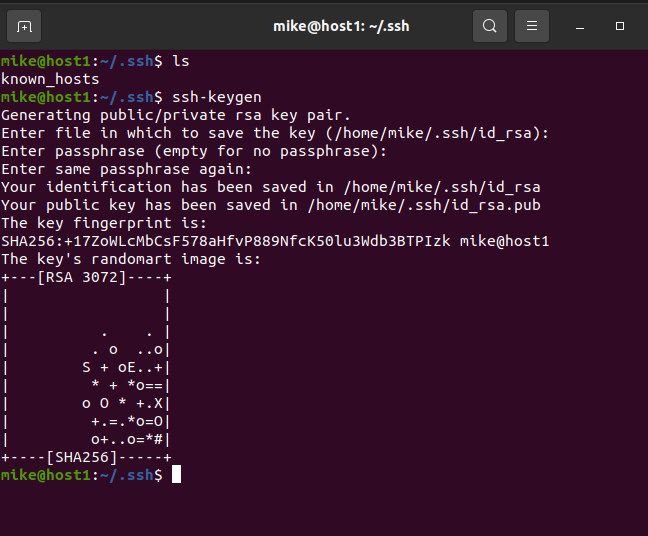 mike@host1: ~/.ssh
mike@host1:~/.ssh$ ls
known_hosts
mike@host1:~/.ssh$ ssh-keygen
Generating public/private rsa key pair.
Enter file in which to save the key (/home/mike/.ssh/id_rsa):
Enter passphrase (empty for no passphrase):
Enter same passphrase again:
Your identification has been saved in /home/mike/.ssh/id_rsa
Your public key has been saved in /home/mike/.ssh/id_rsa.pub
The key fingerprint is:
SHA256:+17ZoWLcMbCsF578aHfvP889NfcK50lu3Wdb3BTPIzk mike@host1
The key's randomart image is:
+---[RSA 3072]----+
|                 |
|                 |
|          .    . |
|         . o  ..o|
|        S + oE..+|
|         * + *o==|
|        o O * +.X|
|         +.=.*o=O|
|         o+..o=*#|
+----[SHA256]-----+
mike@host1:~/.ssh$